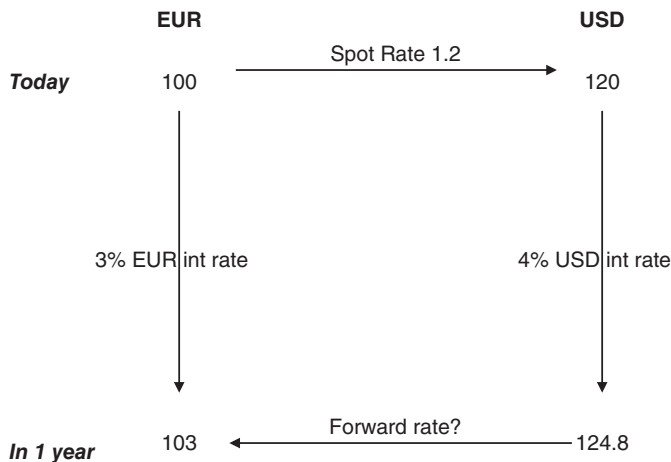 EUR USD
Spot Rate 1.2
Today 100 120
3% EUR int rate 4% USD int rate
Forward rate?
In 1 year 103 124.8